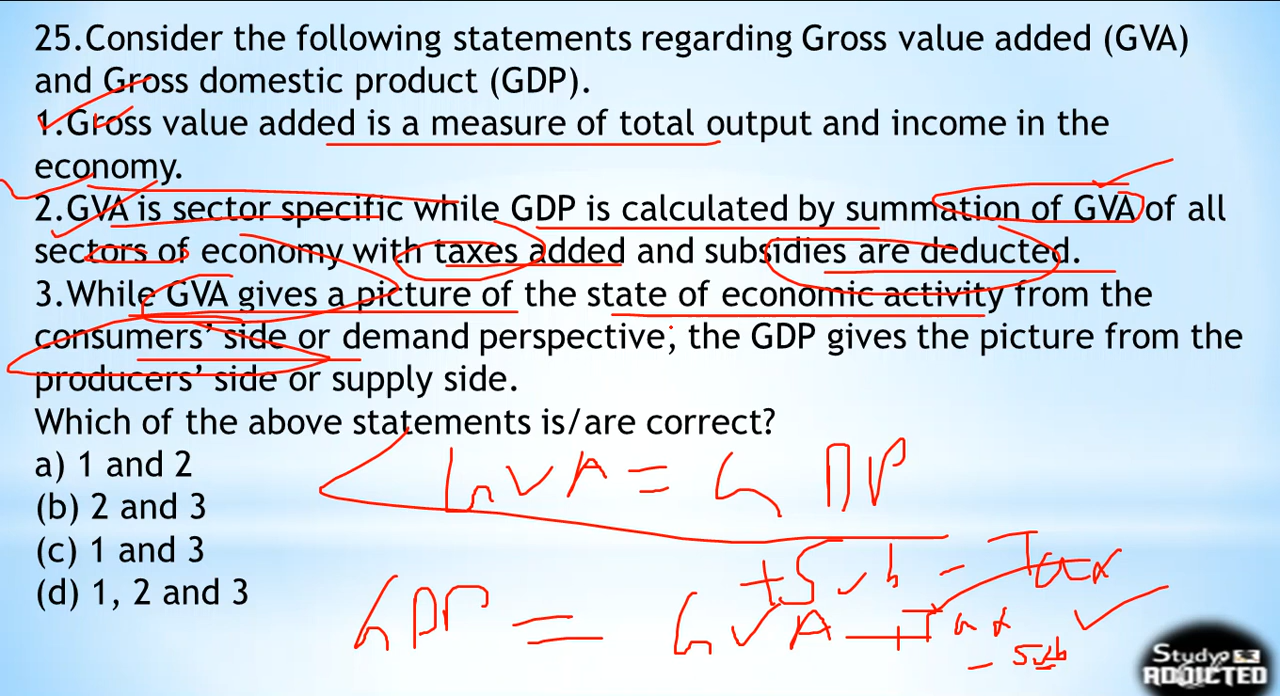 25.Consider the following statements regarding Gross value added (GVA)
and Gross domestic product (GDP).
1.Gross value added is a measure of total output and income in the
economy.
2.GVA is sector specific while GDP is calculated by summation of GVA of all
sectors of economy with taxes added and subsidies are deducted.
3.While GVA gives a picture of the state of economic activity from the
consumers’ side or demand perspective, the GDP gives the picture from the
producers’ side or supply side.
Which of the above statements is/are correct?
a) 1 and 2
(b) 2 and 3
(c) 1 and 3
(d) 1, 2 and 3
GVA = GDP
+Sub - Tax
GDP = GVA + Tax
- Sub
Study
ADDICTED